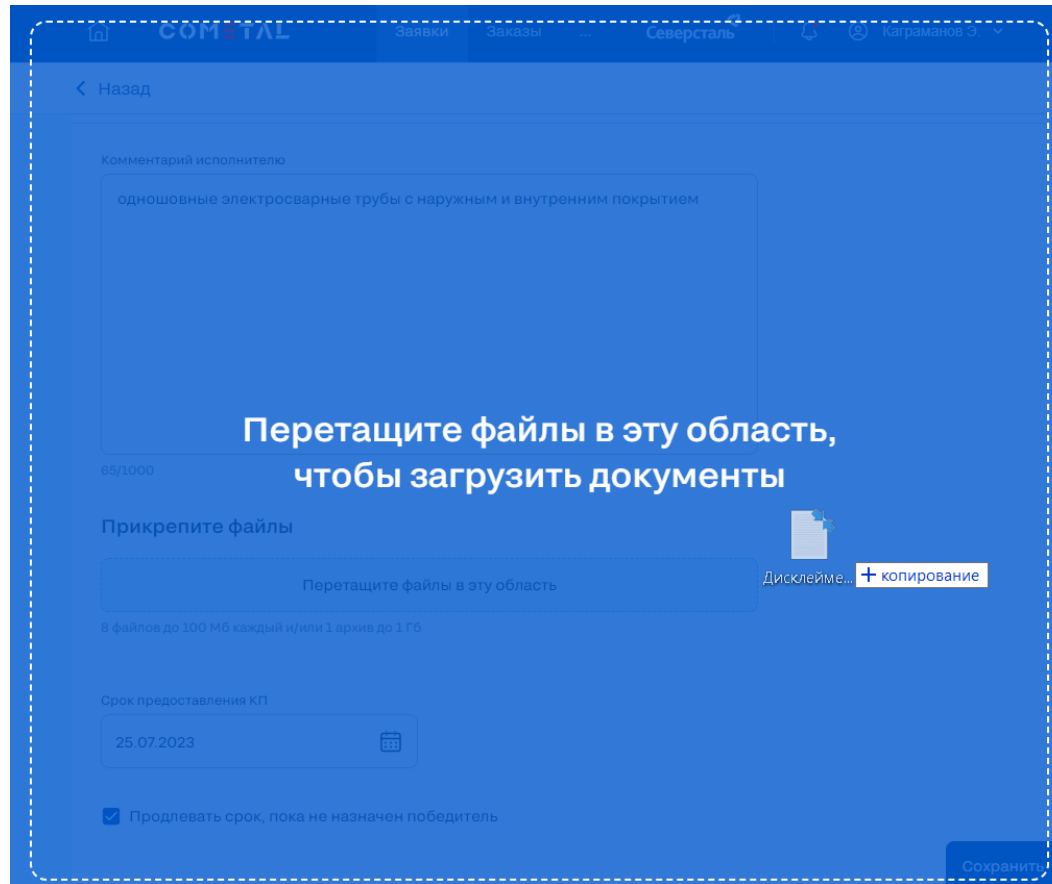 COMETAL Заявки Заказы ... Северсталь Каграманов Э.
Назад
Комментарий исполнителю
одношовные электросварные трубы с наружным и внутренним покрытием
Перетащите файлы в эту область,
чтобы загрузить документы
65/1000
Прикрепите файлы
Перетащите файлы в эту область
Дисклейме... + копирование
8 файлов до 100 Мб каждый и/или 1 архив до 1 Гб
Срок предоставления КП
25.07.2023
Продлевать срок, пока не назначен победитель
Сохранить